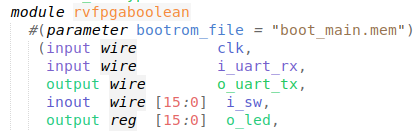 module rvfpgaboolean
#(parameter bootrom_file = "boot_main.mem")
(input wire clk,
input wire i_uart_rx,
output wire o_uart_tx,
inout wire [15:0] i_sw,
output reg [15:0] o_led,